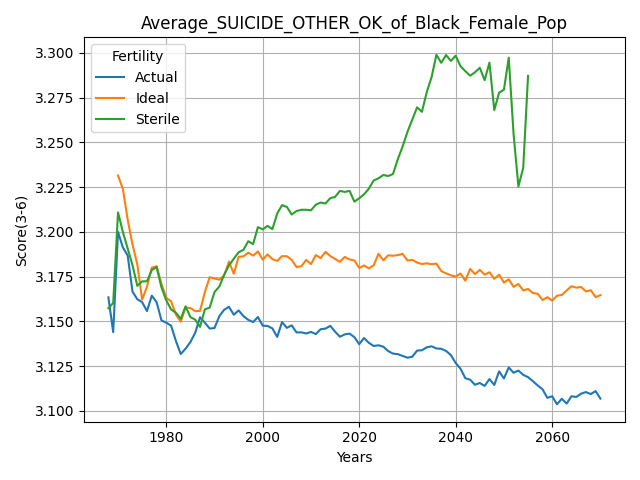 Average_SUICIDE_OTHER_OK_of_Black_Female_Pop
Fertility
Actual
Ideal
Sterile
3.300
3.275
3.250
3.225
3.200
3.175
3.150
3.125
3.100
Score(3-6)
1980
2000
2020
2040
2060
Years